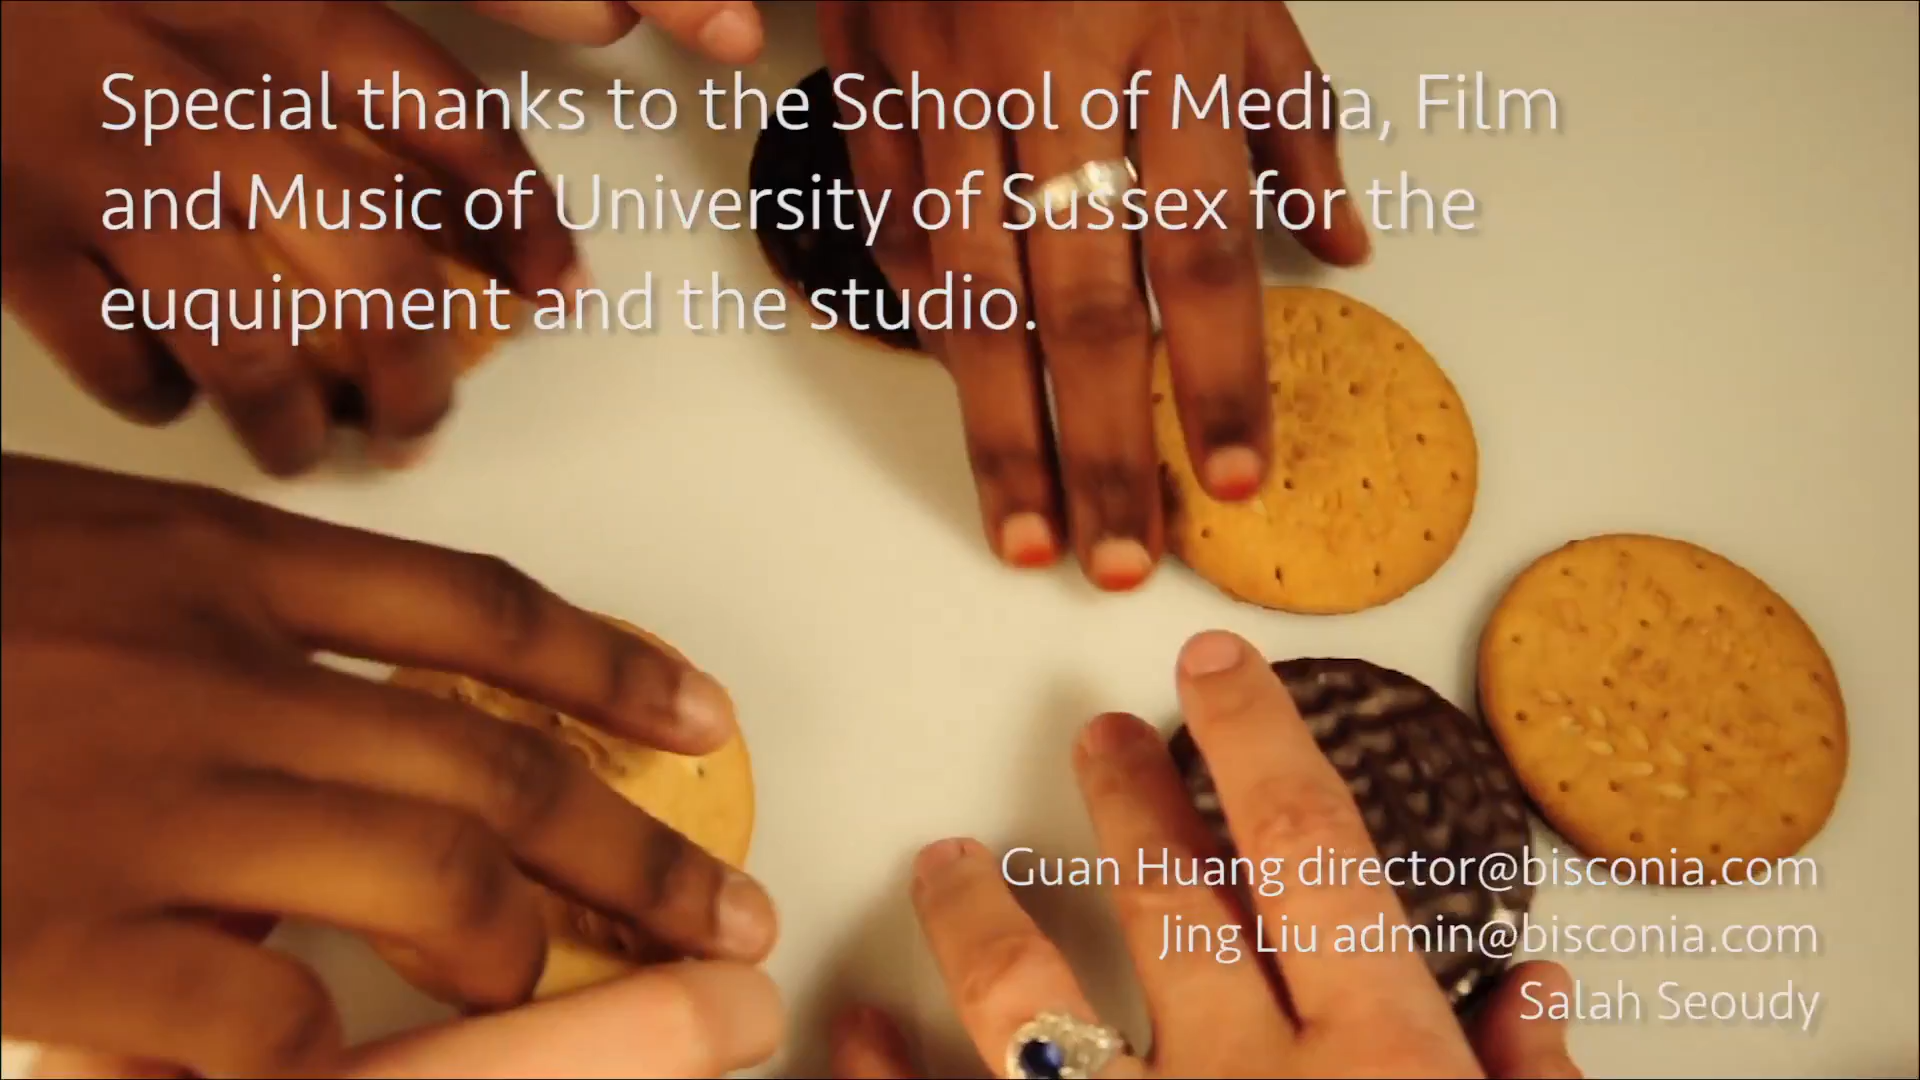 Special thanks to the School of Media, Film
and Music of University of Sussex for the
euquipment and the studio.
Guan Huang director@bisconia.com
Jing Liu admin@bisconia.com
Salah Seoudy